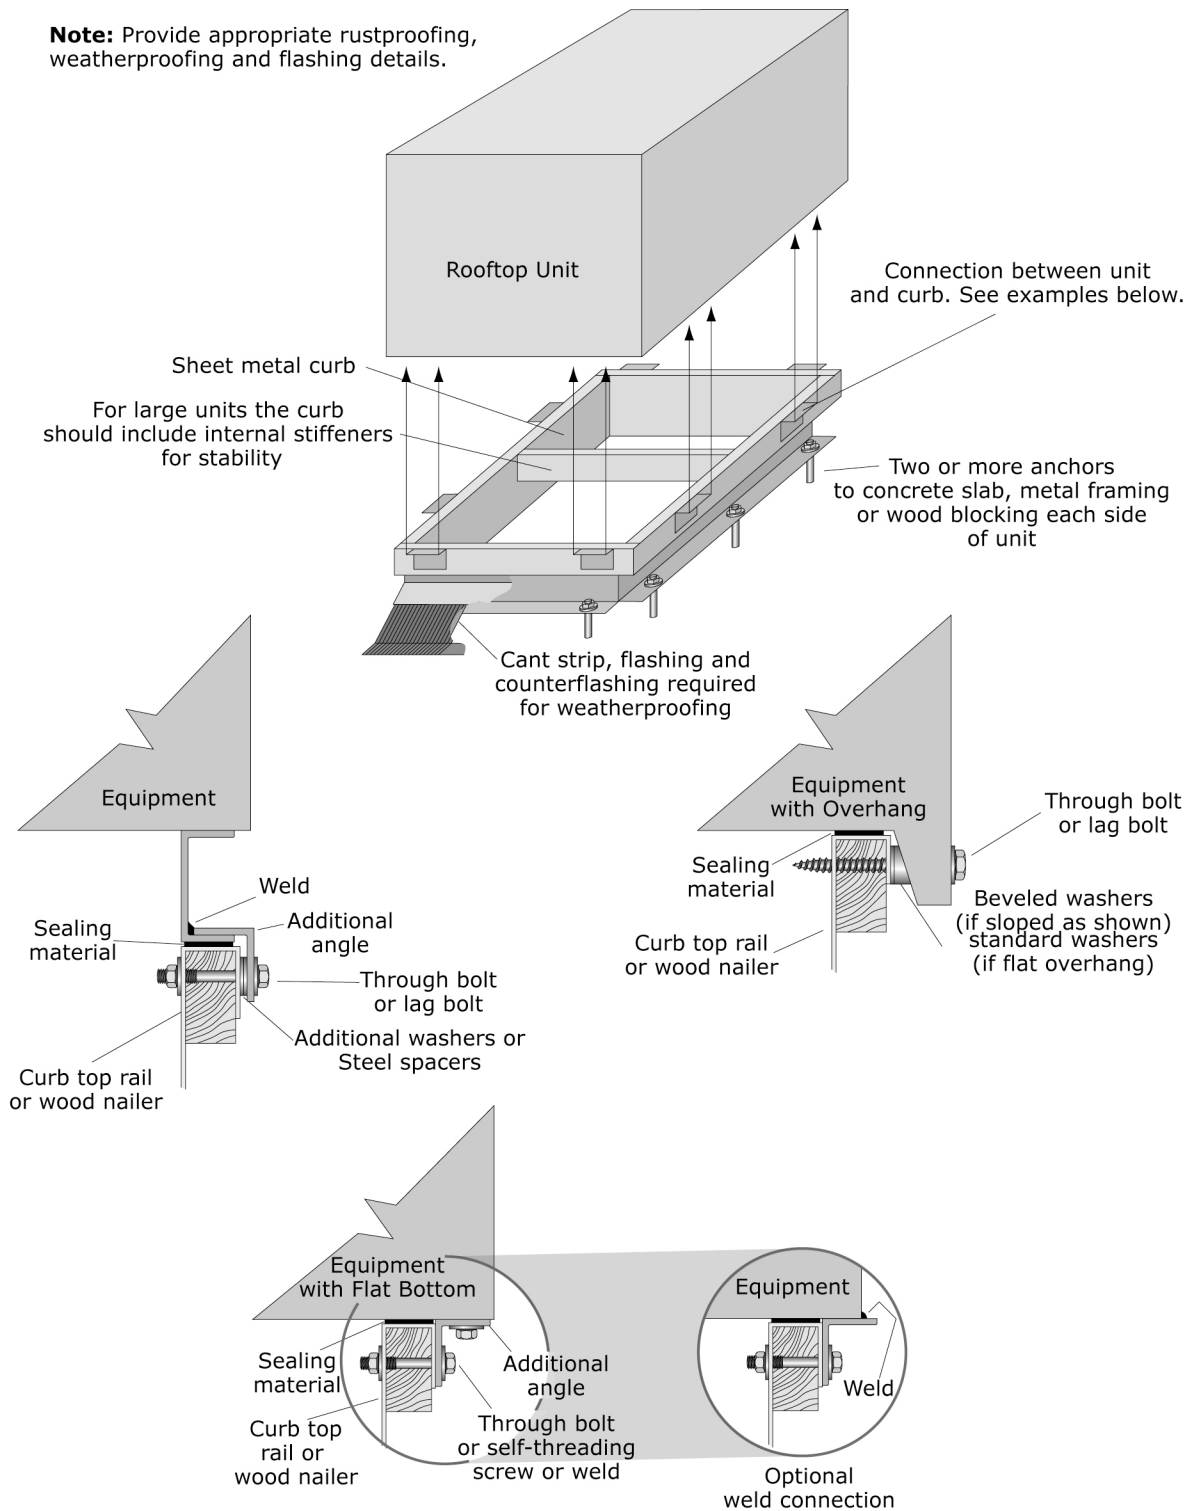 Note: Provide appropriate rustproofing,
weatherproofing and flashing details.
Rooftop Unit
Connection between unit
and curb. See examples below.
Sheet metal curb
For large units the curb
should include internal stiffeners
for stability
Two or more anchors
to concrete slab, metal framing
or wood blocking each side
of unit
Cant strip, flashing and
counterflashing required
for weatherproofing
Equipment
Weld
Additional
angle
Sealing
material
Through bolt
or lag bolt
Additional washers or
Steel spacers
Curb top rail
or wood nailer
Equipment
with Overhang
Through bolt
or lag bolt
Sealing
material
Beveled washers
(if sloped as shown)
standard washers
(if flat overhang)
Curb top rail
or wood nailer
Equipment
with Flat Bottom
Sealing
material
Additional
angle
Curb top
rail or
wood nailer
Through bolt
or self-threading
screw or weld
Equipment
Weld
Optional
weld connection